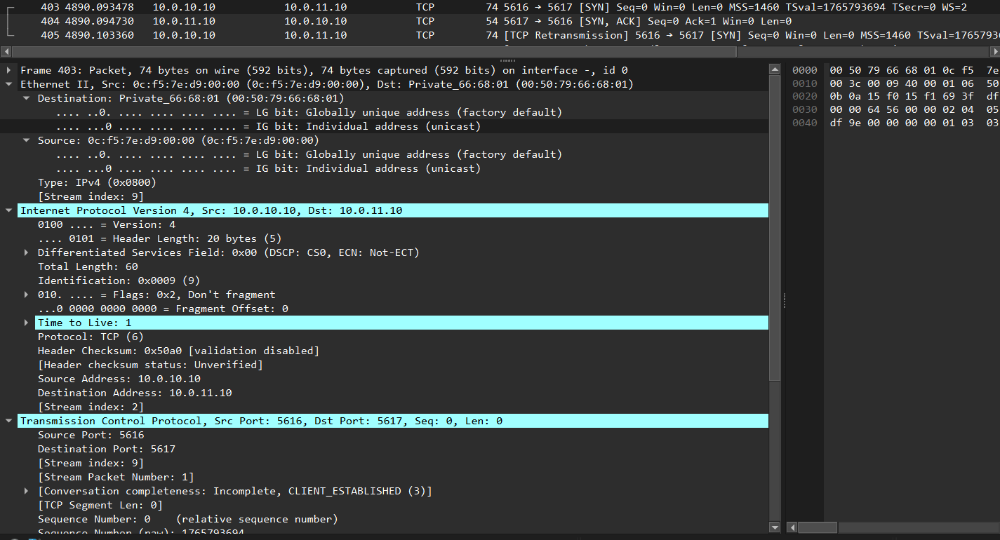 403 4890.093478 10.0.10.10 10.0.11.10 TCP 74 5616 → 5617 [SYN] Seq=0 Win=0 Len=0 MSS=1460 TSval=1765793694 TSecr=0 WS=2
404 4890.094730 10.0.11.10 10.0.10.10 TCP 54 5617 → 5616 [SYN, ACK] Seq=0 Ack=1 Win=0 Len=0
405 4890.103360 10.0.10.10 10.0.11.10 TCP 74 [TCP Retransmission] 5616 → 5617 [SYN] Seq=0 Win=0 Len=0 MSS=1460 TSval=1765793
Frame 403: Packet, 74 bytes on wire (592 bits), 74 bytes captured (592 bits) on interface -, id 0
Ethernet II, Src: 0c:f5:7e:d9:00:00 (0c:f5:7e:d9:00:00), Dst: Private_66:68:01 (00:50:79:66:68:01)
Destination: Private_66:68:01 (00:50:79:66:68:01)
.... ..0. .... .... .... .... = LG bit: Globally unique address (factory default)
.... ...0 .... .... .... .... = IG bit: Individual address (unicast)
Source: 0c:f5:7e:d9:00:00 (0c:f5:7e:d9:00:00)
.... ..0. .... .... .... .... = LG bit: Globally unique address (factory default)
.... ...0 .... .... .... .... = IG bit: Individual address (unicast)
Type: IPv4 (0x0800)
[Stream index: 9]
Internet Protocol Version 4, Src: 10.0.10.10, Dst: 10.0.11.10
0100 .... = Version: 4
.... 0101 = Header Length: 20 bytes (5)
Differentiated Services Field: 0x00 (DSCP: CS0, ECN: Not-ECT)
Total Length: 60
Identification: 0x0009 (9)
010. .... = Flags: 0x2, Don't fragment
...0 0000 0000 0000 = Fragment Offset: 0
Time to Live: 1
Protocol: TCP (6)
Header Checksum: 0x50a0 [validation disabled]
[Header checksum status: Unverified]
Source Address: 10.0.10.10
Destination Address: 10.0.11.10
[Stream index: 2]
Transmission Control Protocol, Src Port: 5616, Dst Port: 5617, Seq: 0, Len: 0
Source Port: 5616
Destination Port: 5617
[Stream index: 9]
[Stream Packet Number: 1]
[Conversation completeness: Incomplete, CLIENT_ESTABLISHED (3)]
[TCP Segment Len: 0]
Sequence Number: 0 (relative sequence number)
Sequence Number (raw): 1765793694
0000 00 50 79 66 68 01 0c f5 7e
0010 00 3c 00 09 40 00 01 06 50
0020 0b 0a 15 f0 15 f1 69 3f df
0030 00 00 64 56 00 00 02 04 05
0040 df 9e 00 00 00 00 01 03 03